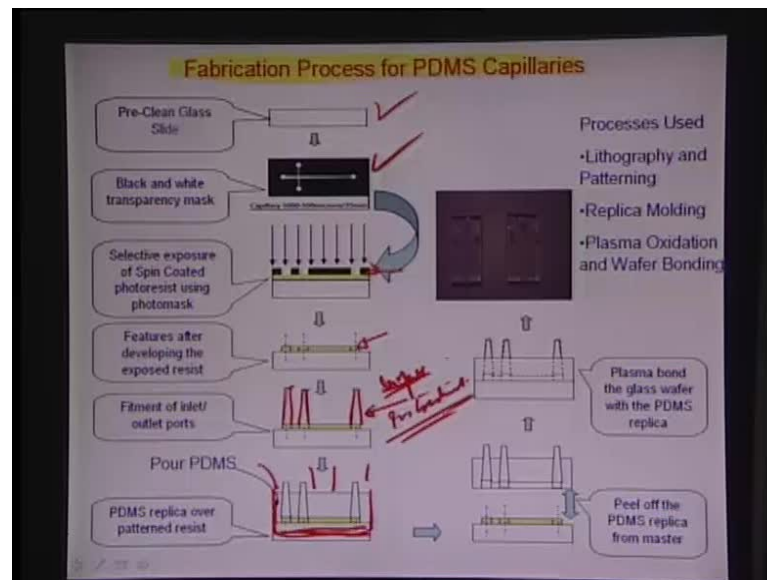 Fabrication Process for PDMS Capillaries
Pre-Clean Glass
Slide
Black and white
transparency mask
Selective exposure
of Spin Coated
photoresist using
photomask
Features after
developing the
exposed resist
Fitment of inlet/
outlet ports
Pour PDMS
PDMS replica over
patterned resist
Processes Used
•Lithography and
Patterning
•Replica Molding
•Plasma Oxidation
and Wafer Bonding
Plasma bond
the glass wafer
with the PDMS
replica
Peel off the
PDMS replica
from master